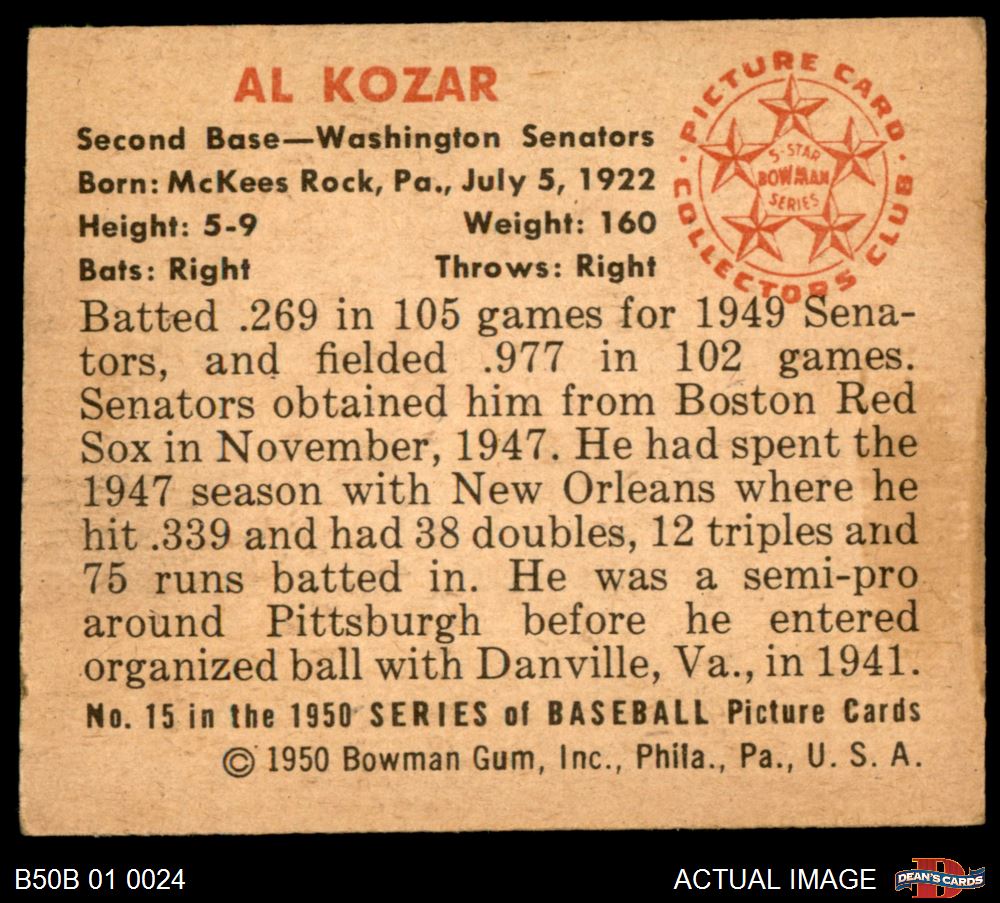 AL KOZAR
Second Base—Washington Senators
Born: McKees Rock, Pa., July 5, 1922
Height: 5-9 Weight: 160
Bats: Right Throws: Right
PICTURE CARD
COLLECTORS CLUB
5-STAR
BOWMAN
SERIES
Batted .269 in 105 games for 1949 Sena-
tors, and fielded .977 in 102 games.
Senators obtained him from Boston Red
Sox in November, 1947. He had spent the
1947 season with New Orleans where he
hit .339 and had 38 doubles, 12 triples and
75 runs batted in. He was a semi-pro
around Pittsburgh before he entered
organized ball with Danville, Va., in 1941.
No. 15 in the 1950 SERIES of BASEBALL Picture Cards
© 1950 Bowman Gum, Inc., Phila., Pa., U. S. A.
B50B 01 0024
ACTUAL IMAGE
D
DEAN'S CARDS